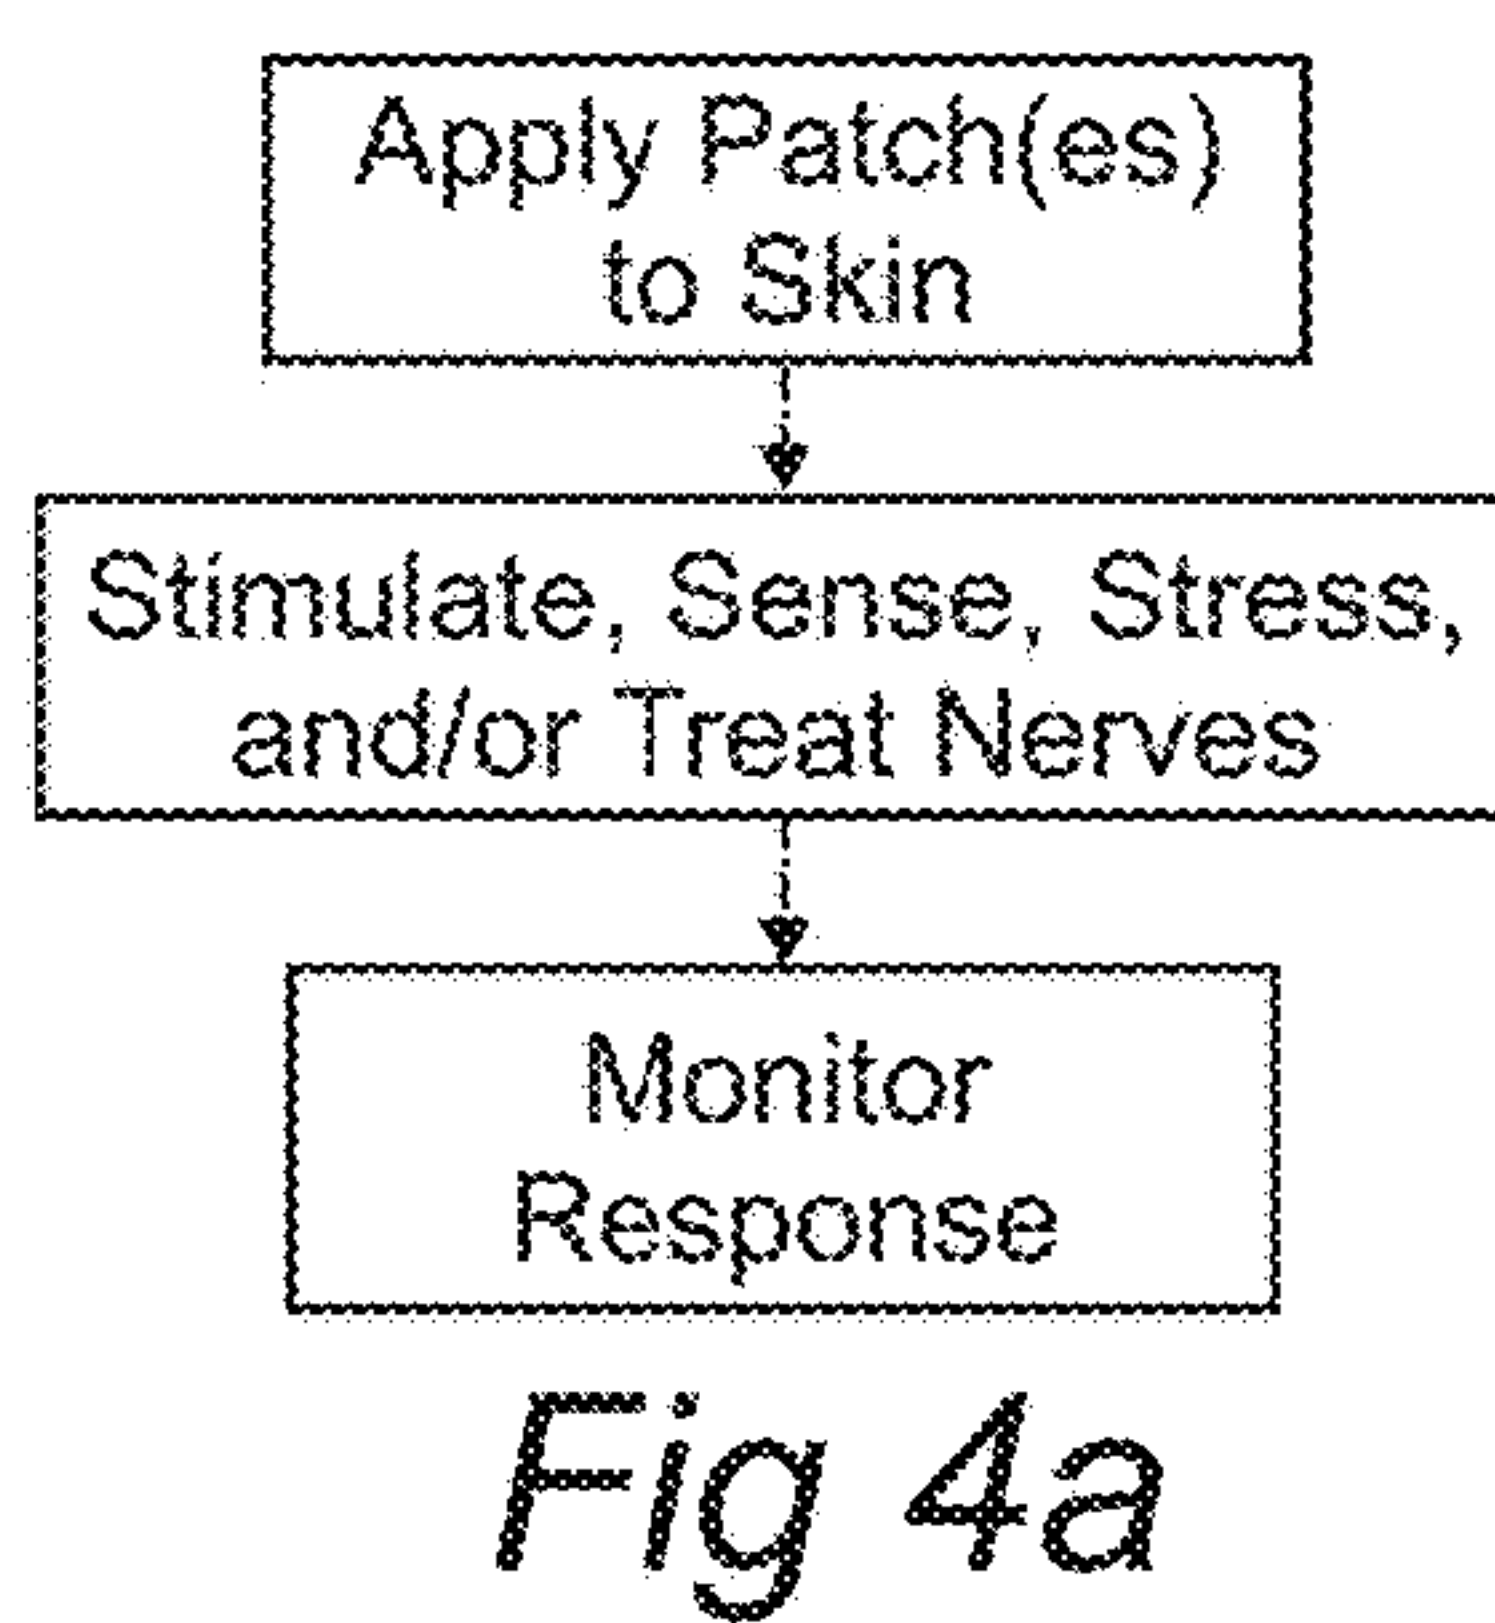 Apply Patch(es)
to Skin
Stimulate, Sense, Stress,
and/or Treat Nerves
Monitor
Response
Fig 4a